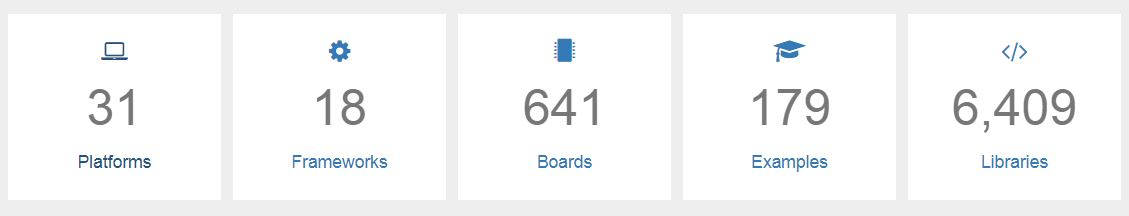 31
Platforms
18
Frameworks
641
Boards
179
Examples
6,409
Libraries